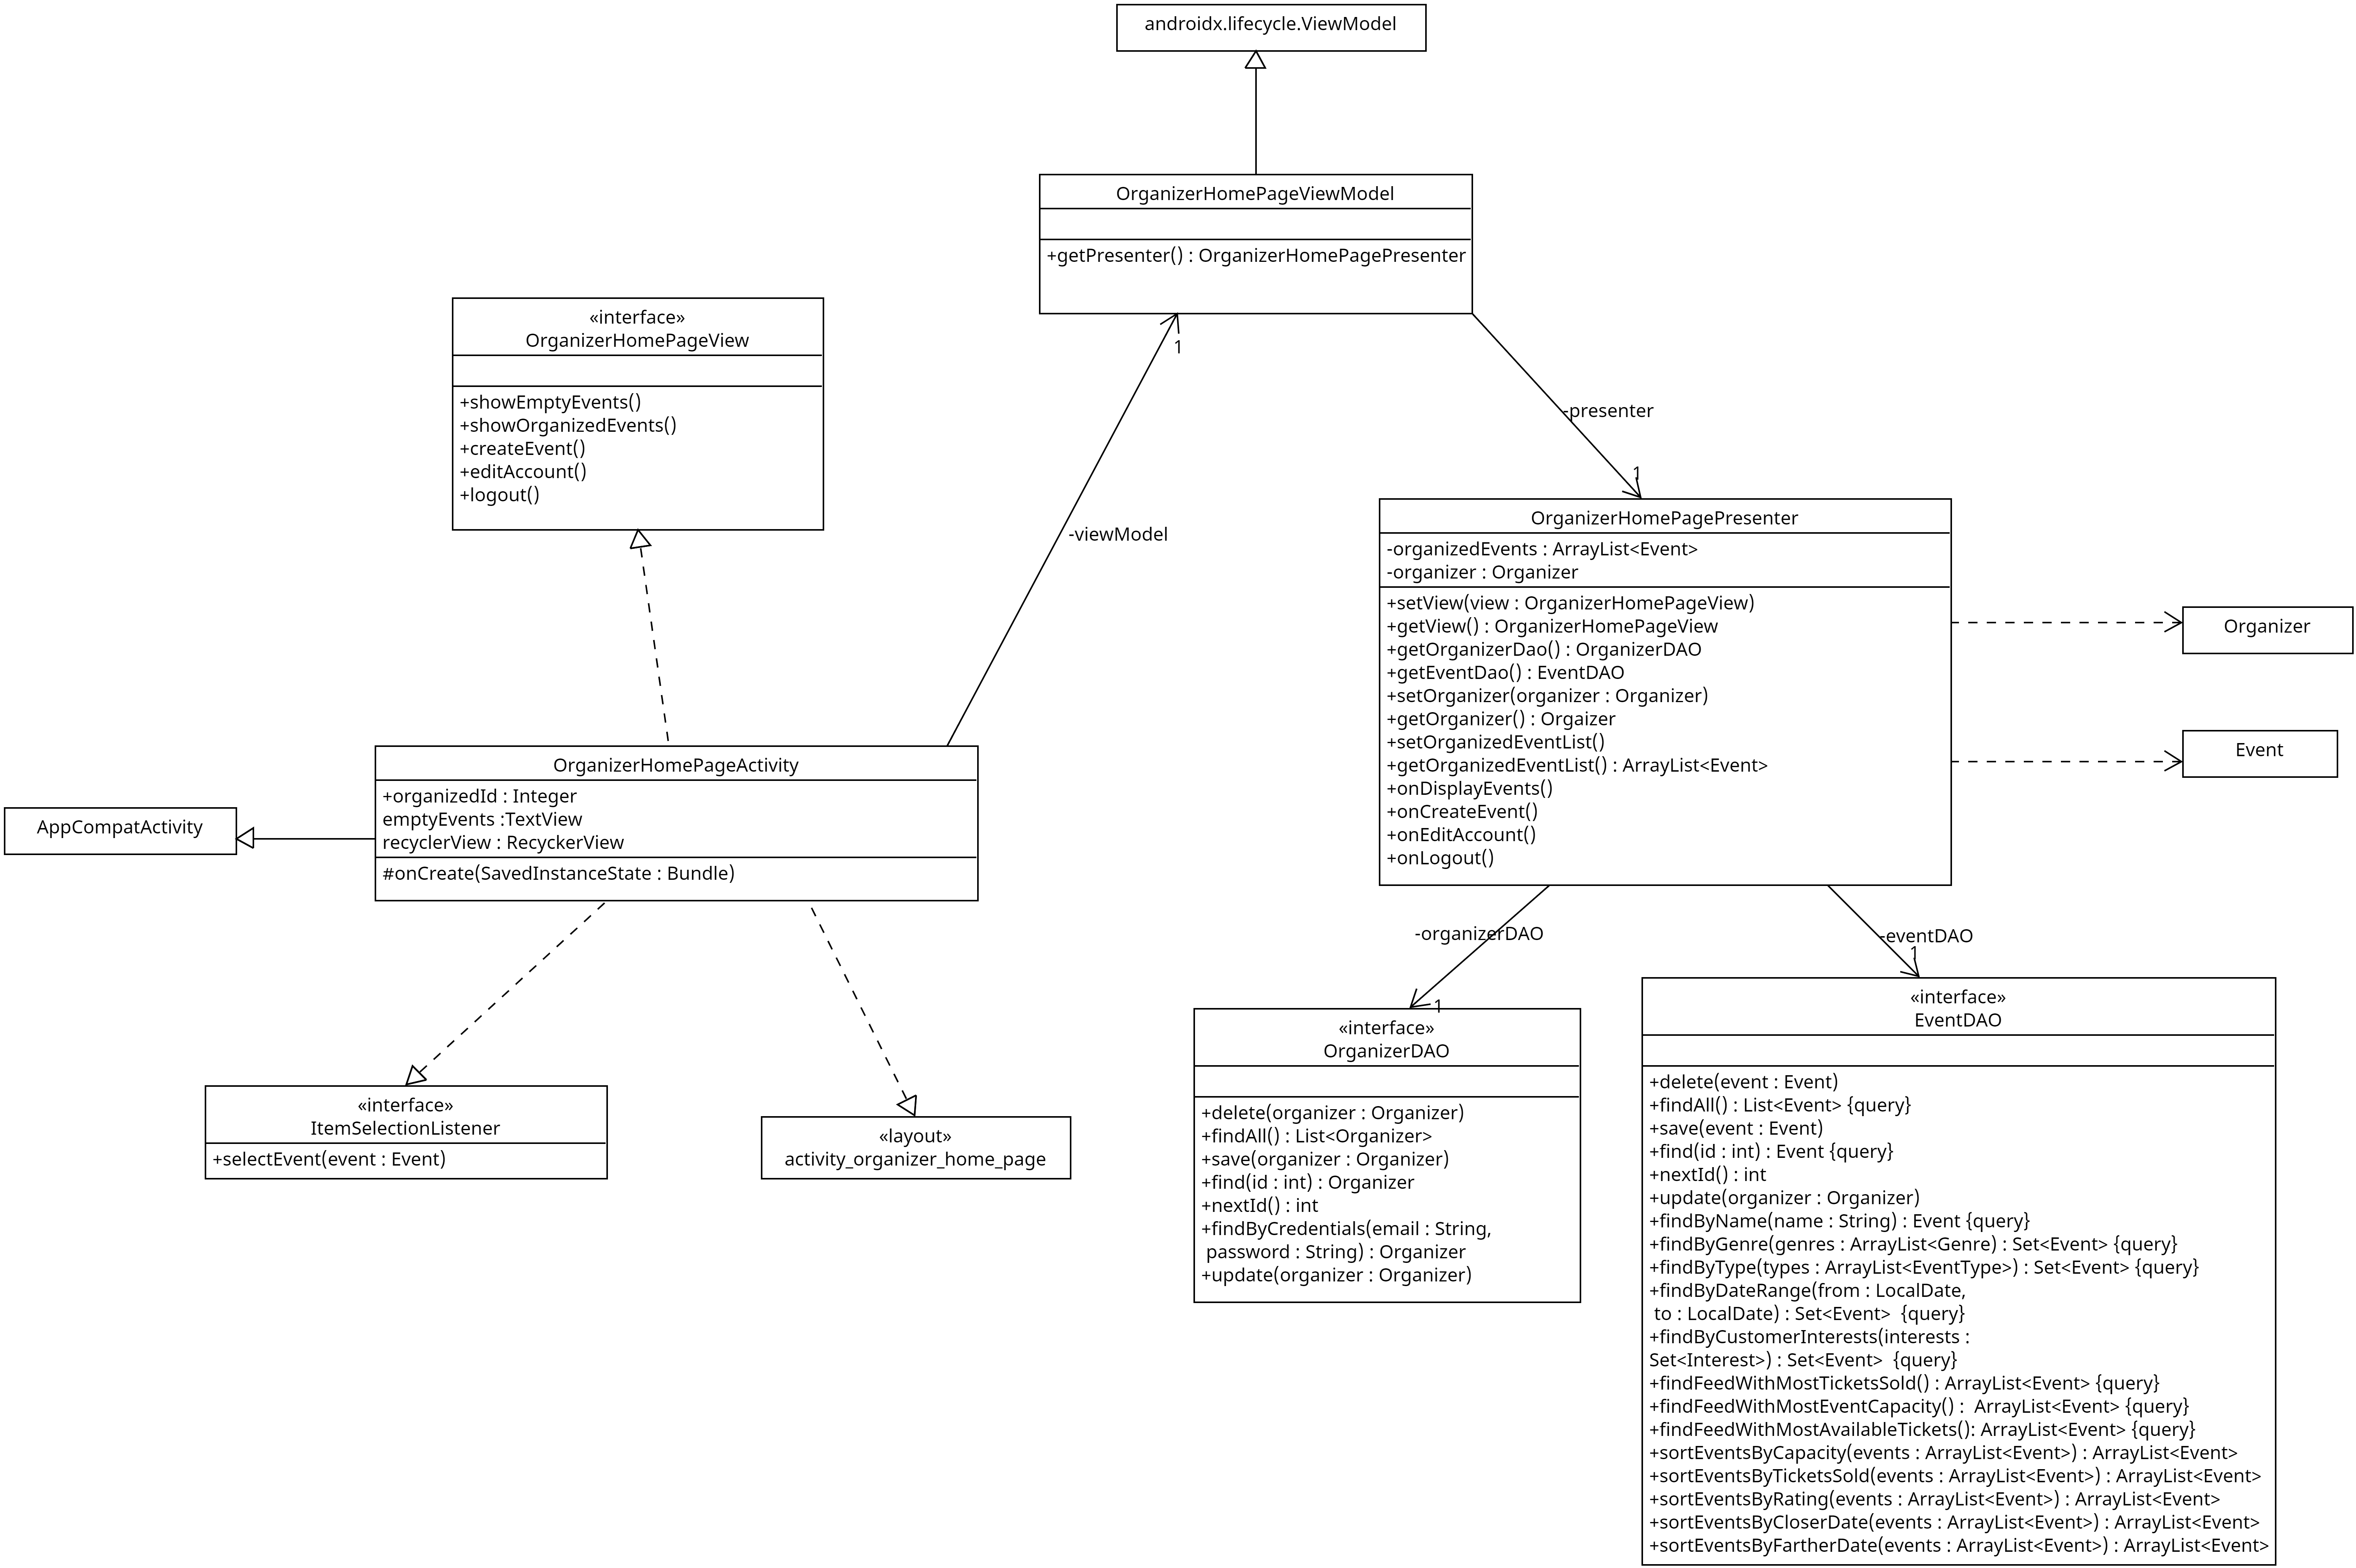 androidx.lifecycle.ViewModel
OrganizerHomePageViewModel
+getPresenter() : OrganizerHomePagePresenter
«interface»
OrganizerHomePageView
+showEmptyEvents()
+showOrganizedEvents()
+createEvent()
+editAccount()
+logout()
1
-presenter
1
-viewModel
OrganizerHomePagePresenter
-organizedEvents : ArrayList<Event>
-organizer : Organizer
+setView(view : OrganizerHomePageView)
+getView() : OrganizerHomePageView
+getOrganizerDao() : OrganizerDAO
+getEventDao() : EventDAO
+setOrganizer(organizer : Organizer)
+getOrganizer() : Orgaizer
+setOrganizedEventList()
+getOrganizedEventList() : ArrayList<Event>
+onDisplayEvents()
+onCreateEvent()
+onEditAccount()
+onLogout()
Organizer
Event
OrganizerHomePageActivity
+organizedId : Integer
emptyEvents :TextView
recyclerView : RecyckerView
#onCreate(SavedInstanceState : Bundle)
AppCompatActivity
-organizerDAO
1
-eventDAO
1
«interface»
ItemSelectionListener
+selectEvent(event : Event)
«layout»
activity_organizer_home_page
«interface»
OrganizerDAO
+delete(organizer : Organizer)
+findAll() : List<Organizer>
+save(organizer : Organizer)
+find(id : int) : Organizer
+nextId() : int
+findByCredentials(email : String,
password : String) : Organizer
+update(organizer : Organizer)
«interface»
EventDAO
+delete(event : Event)
+findAll() : List<Event> {query}
+save(event : Event)
+find(id : int) : Event {query}
+nextId() : int
+update(organizer : Organizer)
+findByName(name : String) : Event {query}
+findByGenre(genres : ArrayList<Genre) : Set<Event> {query}
+findByType(types : ArrayList<EventType>) : Set<Event> {query}
+findByDateRange(from : LocalDate,
to : LocalDate) : Set<Event>  {query}
+findByCustomerInterests(interests :
Set<Interest>) : Set<Event>  {query}
+findFeedWithMostTicketsSold() : ArrayList<Event> {query}
+findFeedWithMostEventCapacity() :  ArrayList<Event> {query}
+findFeedWithMostAvailableTickets(): ArrayList<Event> {query}
+sortEventsByCapacity(events : ArrayList<Event>) : ArrayList<Event>
+sortEventsByTicketsSold(events : ArrayList<Event>) : ArrayList<Event>
+sortEventsByRating(events : ArrayList<Event>) : ArrayList<Event>
+sortEventsByCloserDate(events : ArrayList<Event>) : ArrayList<Event>
+sortEventsByFartherDate(events : ArrayList<Event>) : ArrayList<Event>